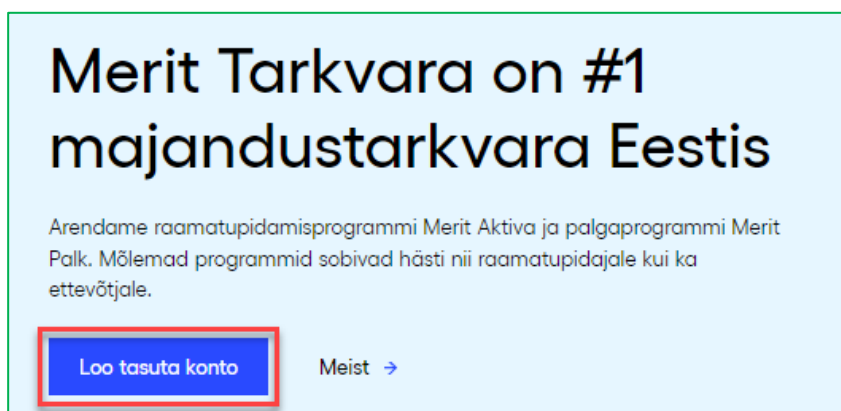 Merit Tarkvara on #1
majandustarkvara Eestis
Arendame raamatupidamisprogrammi Merit Aktiva ja palgaprogrammi Merit
Palk. Mõlemad programmid sobivad hästi nii raamatupidajale kui ka
ettevõtjale.
Loo tasuta konto
Meist →